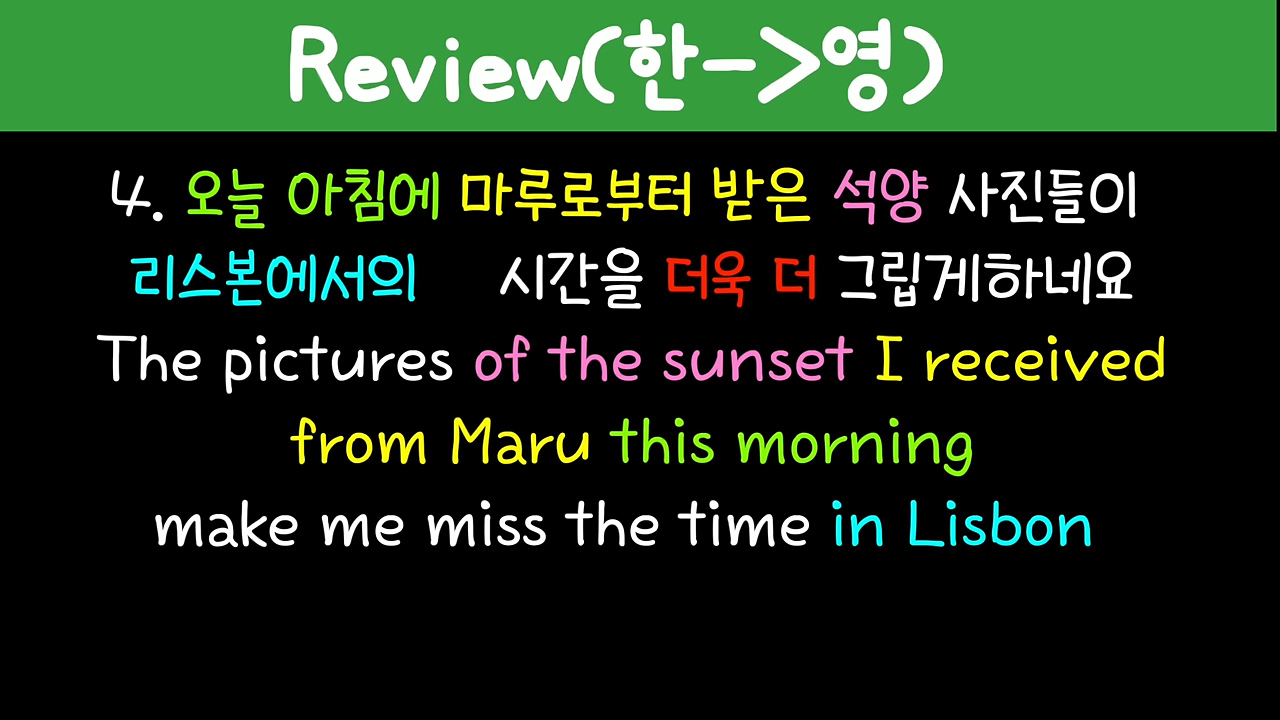 Review(한->영)
4. 오늘 아침에 마루로부터 받은 석양 사진들이
리스본에서의 시간을 더욱 더 그립게하네요
The pictures of the sunset I received
from Maru this morning
make me miss the time in Lisbon